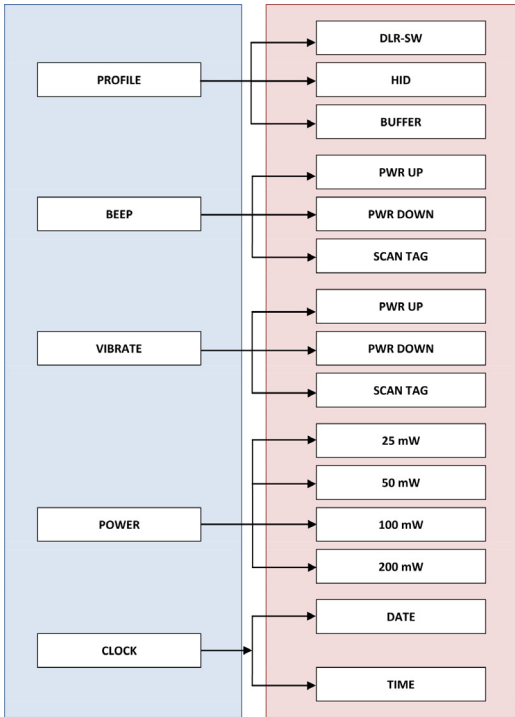 DLR-SW
PROFILE
HID
BUFFER
PWR UP
BEEP
PWR DOWN
SCAN TAG
PWR UP
VIBRATE
PWR DOWN
SCAN TAG
25 mW
50 mW
POWER
100 mW
200 mW
DATE
CLOCK
TIME